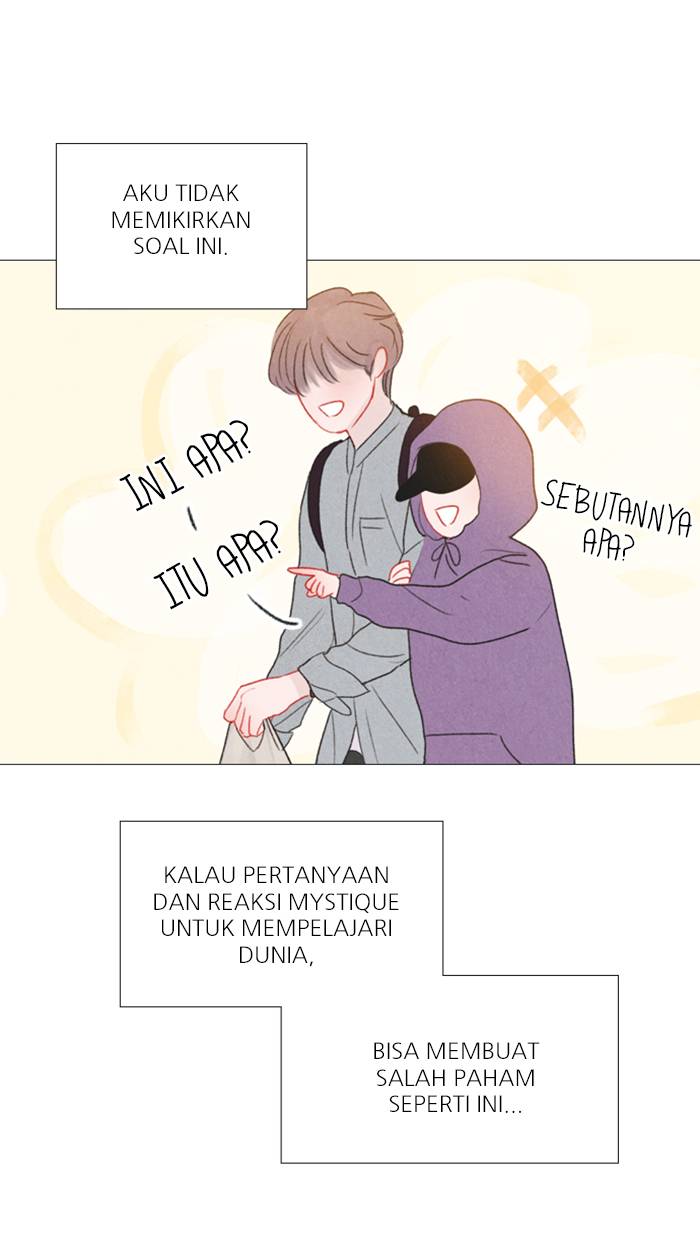 AKU TIDAK
MEMIKIRKAN
SOAL INI.
INI APA?
ITU APA?
SEBUTANNYA
APA?
KALAU PERTANYAAN
DAN REAKSI MYSTIQUE
UNTUK MEMPELAJARI
DUNIA,
BISA MEMBUAT
SALAH PAHAM
SEPERTI INI...